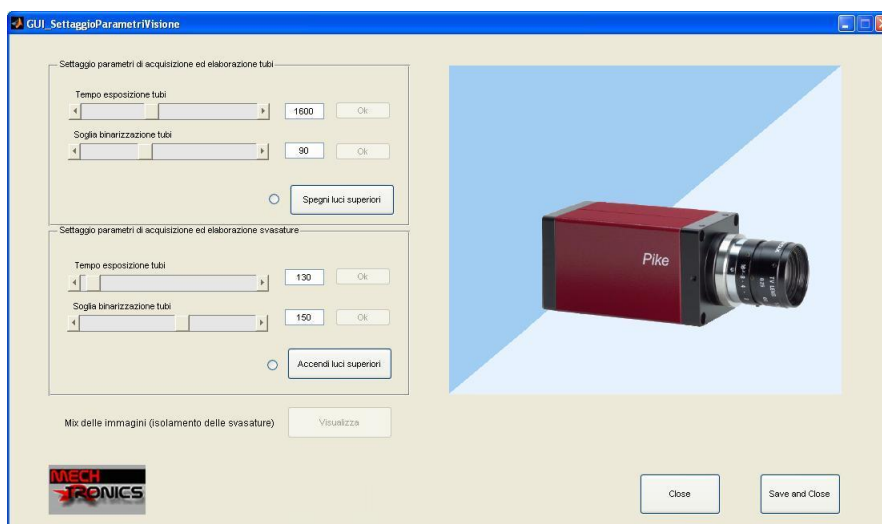 GUI_SettaggioParametriVisione
Settaggio parametri di acquisizione ed elaborazione tubi
Tempo esposizione tubi
1600 Ok
Soglia binarizzazione tubi
90 Ok
Spegni luci superiori
Settaggio parametri di acquisizione ed elaborazione svasature
Tempo esposizione tubi
130 Ok
Soglia binarizzazione tubi
150 Ok
Accendi luci superiori
Mix delle immagini (isolamento delle svasature) Visualizza
Pike
MECH
TRONICS
Close Save and Close